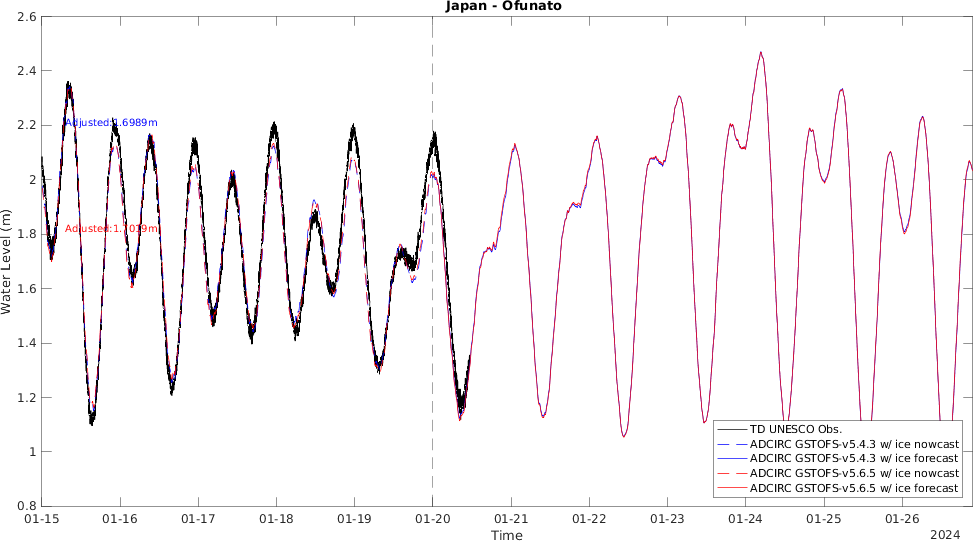 Japan - Ofunato
2.6
2.4
2.2
2
1.8
1.6
1.4
1.2
1
0.8
Water Level (m)
Adjusted:1.6989m
Adjusted:1.7039m
TD UNESCO Obs.
ADCIRC GSTOFS-v5.4.3 w/ ice nowcast
ADCIRC GSTOFS-v5.4.3 w/ ice forecast
ADCIRC GSTOFS-v5.6.5 w/ ice nowcast
ADCIRC GSTOFS-v5.6.5 w/ ice forecast
01-15 01-16 01-17 01-18 01-19 01-20 01-21 01-22 01-23 01-24 01-25 01-26
Time
2024